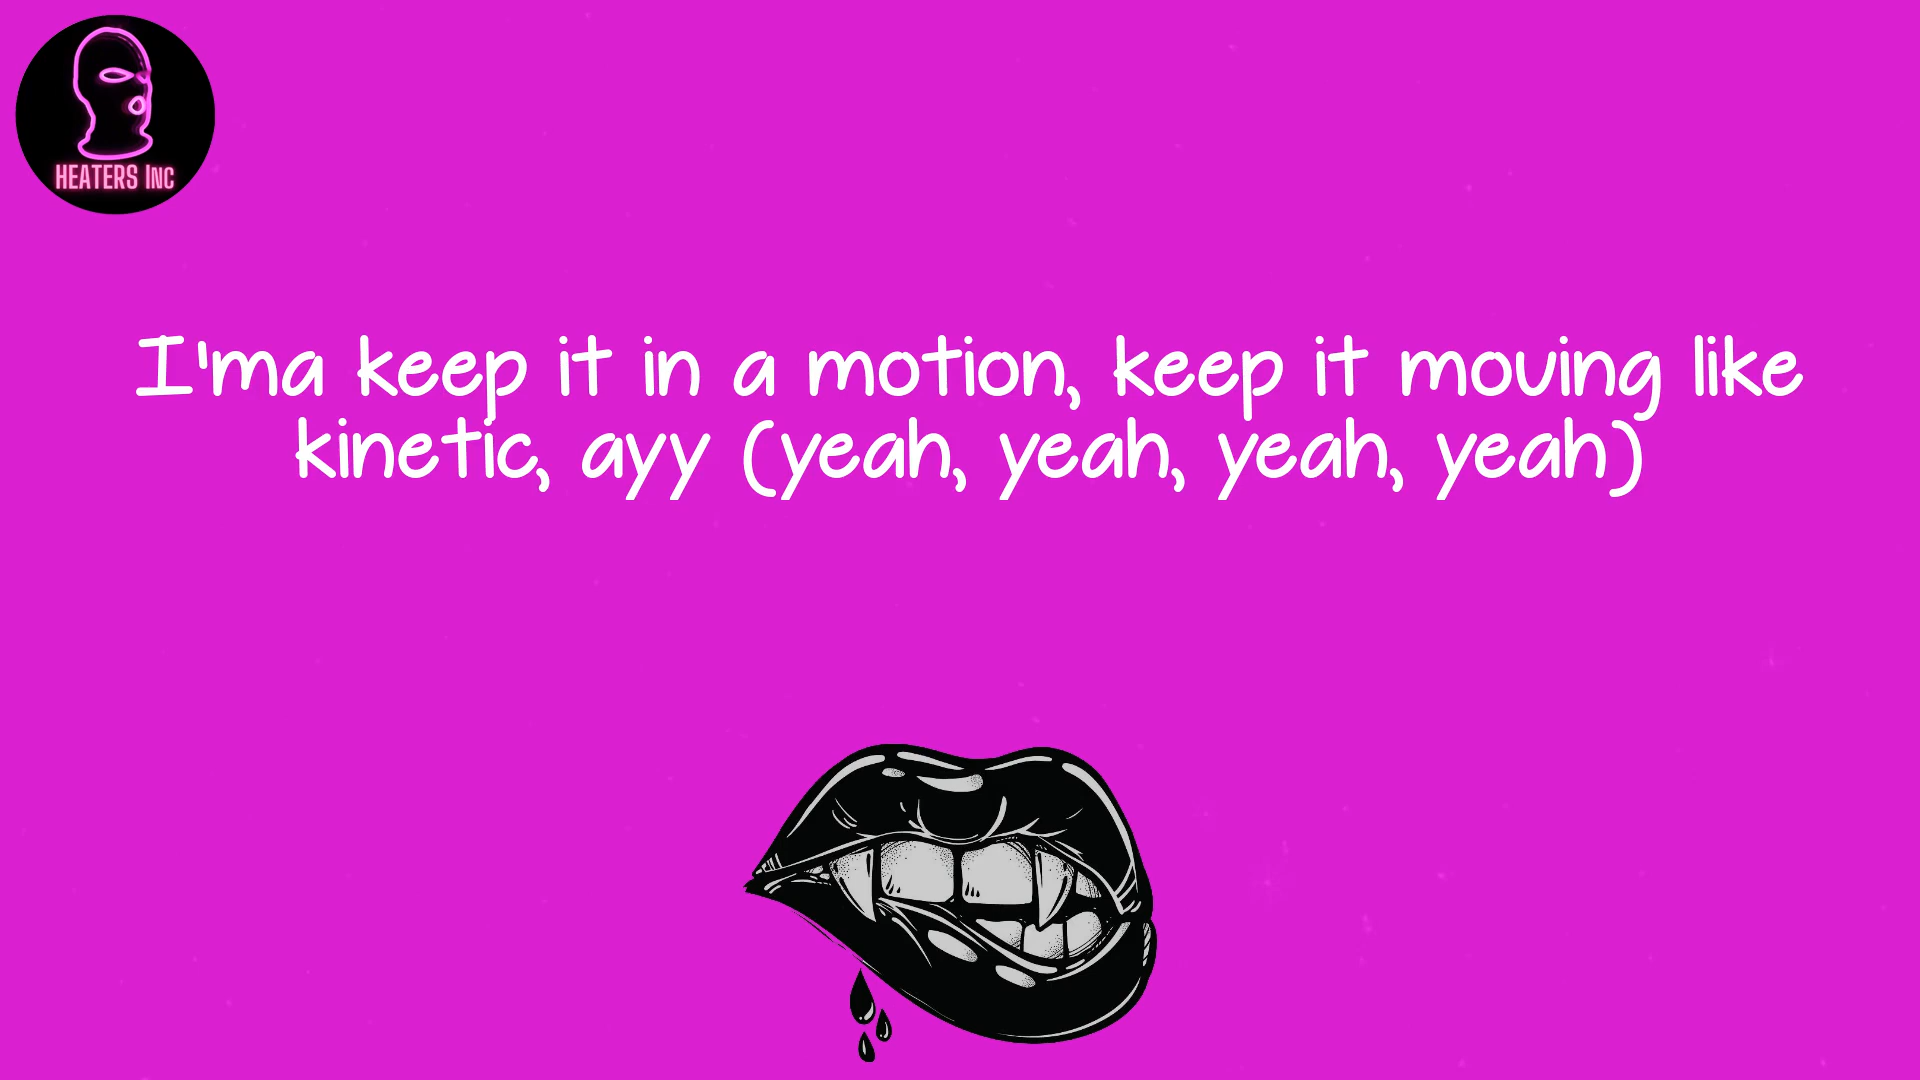 HEATERS INC
I'ma keep it in a motion, keep it moving like
kinetic, ayy (yeah, yeah, yeah, yeah)